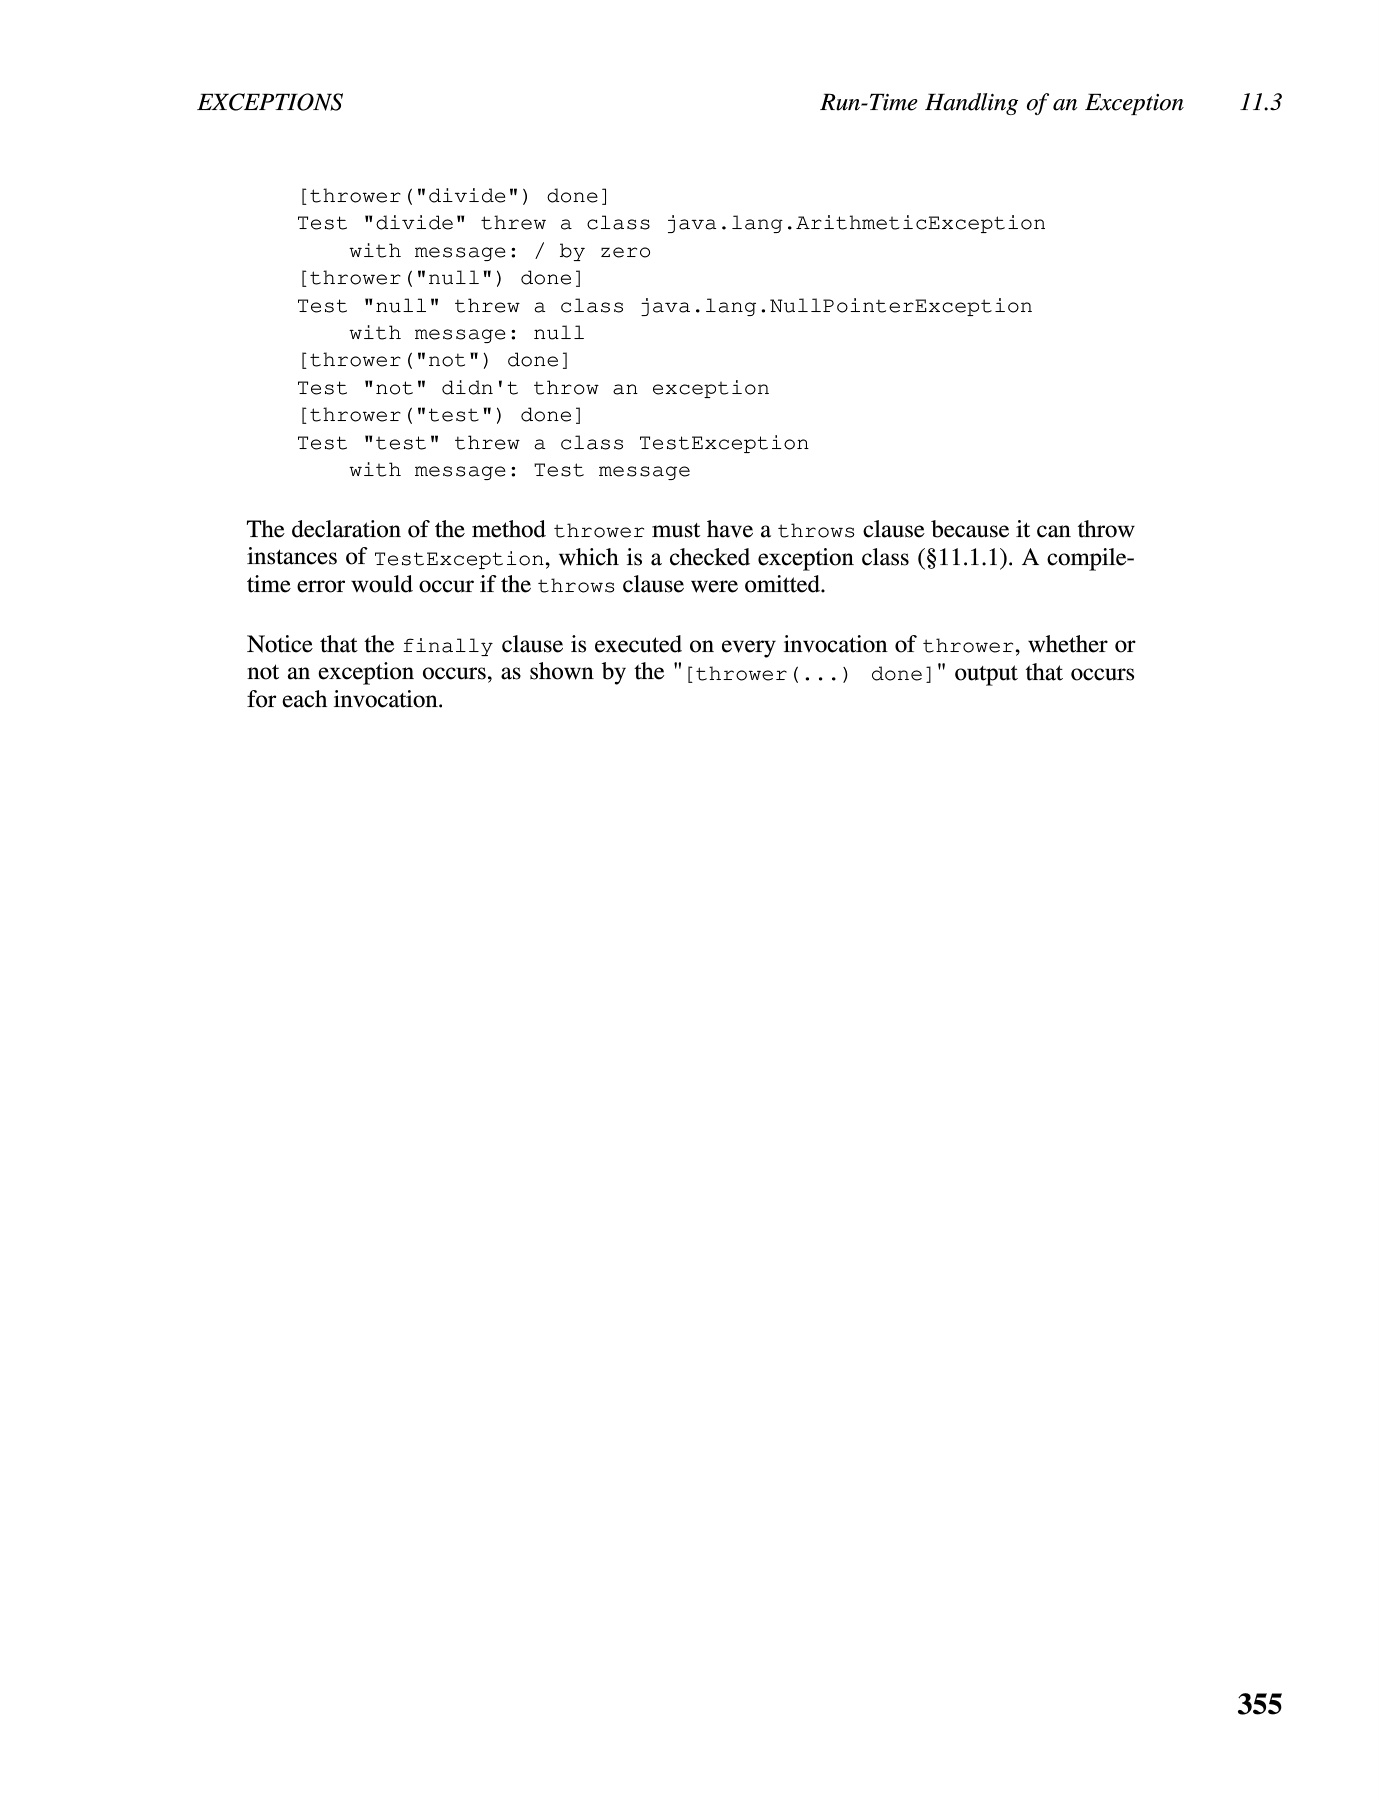 EXCEPTIONS Run-Time Handling of an Exception 11.3
[thrower("divide") done]
Test "divide" threw a class java.lang.ArithmeticException
    with message: / by zero
[thrower("null") done]
Test "null" threw a class java.lang.NullPointerException
    with message: null
[thrower("not") done]
Test "not" didn't throw an exception
[thrower("test") done]
Test "test" threw a class TestException
    with message: Test message
The declaration of the method thrower must have a throws clause because it can throw
instances of TestException, which is a checked exception class (§11.1.1). A compile-
time error would occur if the throws clause were omitted.
Notice that the finally clause is executed on every invocation of thrower, whether or
not an exception occurs, as shown by the "[thrower(...) done]" output that occurs
for each invocation.
355